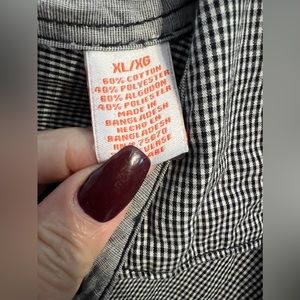 XL/XG
60% COTTON
40% POLYESTER
60% ALGODON
40% POLIESTER
MADE IN
BANGLADESH
HECHO EN
BANGLADESH